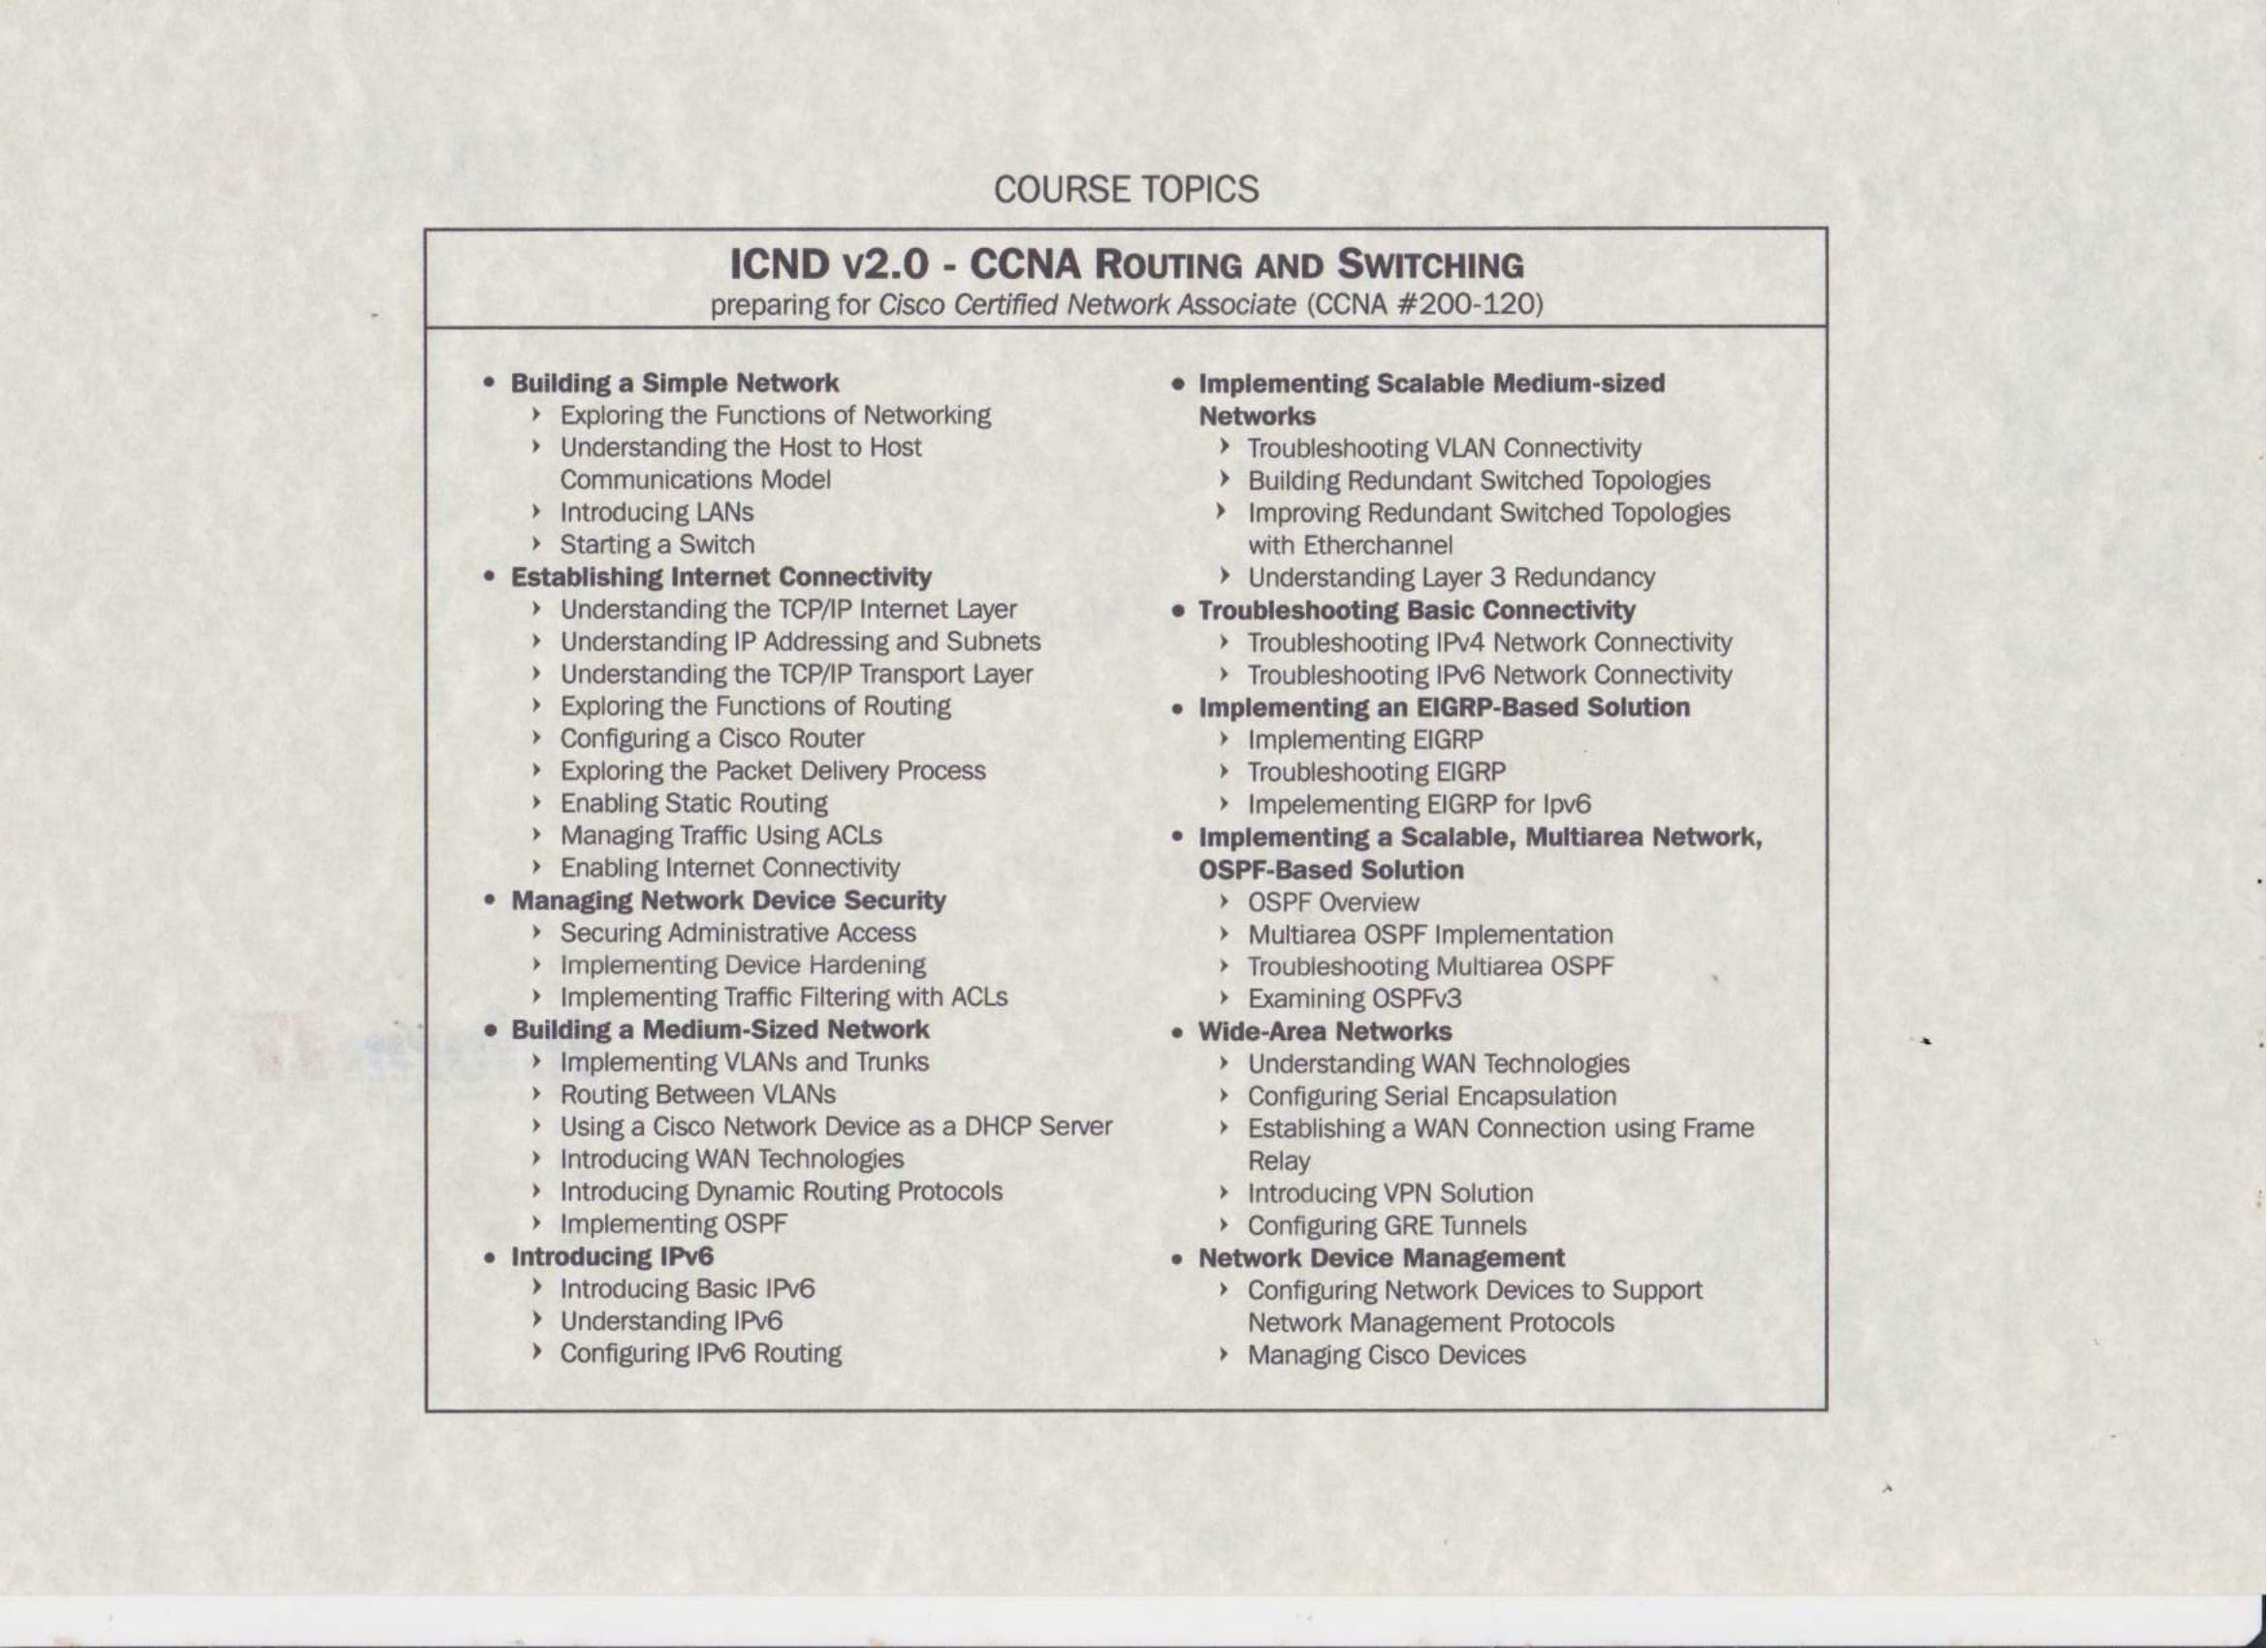 COURSE TOPICS
ICND v2.0 - CCNA ROUTING AND SWITCHING
preparing for Cisco Certified Network Associate (CCNA #200-120)
• Building a Simple Network
› Exploring the Functions of Networking
› Understanding the Host to Host
Communications Model
› Introducing LANs
› Starting a Switch
• Establishing Internet Connectivity
› Understanding the TCP/IP Internet Layer
› Understanding IP Addressing and Subnets
› Understanding the TCP/IP Transport Layer
› Exploring the Functions of Routing
› Configuring a Cisco Router
› Exploring the Packet Delivery Process
› Enabling Static Routing
› Managing Traffic Using ACLs
› Enabling Internet Connectivity
• Managing Network Device Security
› Securing Administrative Access
› Implementing Device Hardening
› Implementing Traffic Filtering with ACLs
• Building a Medium-Sized Network
› Implementing VLANs and Trunks
› Routing Between VLANs
› Using a Cisco Network Device as a DHCP Server
› Introducing WAN Technologies
› Introducing Dynamic Routing Protocols
› Implementing OSPF
• Introducing IPv6
› Introducing Basic IPv6
› Understanding IPv6
› Configuring IPv6 Routing
• Implementing Scalable Medium-sized
Networks
› Troubleshooting VLAN Connectivity
› Building Redundant Switched Topologies
› Improving Redundant Switched Topologies
with Etherchannel
› Understanding Layer 3 Redundancy
• Troubleshooting Basic Connectivity
› Troubleshooting IPv4 Network Connectivity
› Troubleshooting IPv6 Network Connectivity
• Implementing an EIGRP-Based Solution
› Implementing EIGRP
› Troubleshooting EIGRP
› Impelementing EIGRP for Ipv6
• Implementing a Scalable, Multiarea Network,
OSPF-Based Solution
› OSPF Overview
› Multiarea OSPF Implementation
› Troubleshooting Multiarea OSPF
› Examining OSPFv3
• Wide-Area Networks
› Understanding WAN Technologies
› Configuring Serial Encapsulation
› Establishing a WAN Connection using Frame
Relay
› Introducing VPN Solution
› Configuring GRE Tunnels
• Network Device Management
› Configuring Network Devices to Support
Network Management Protocols
› Managing Cisco Devices